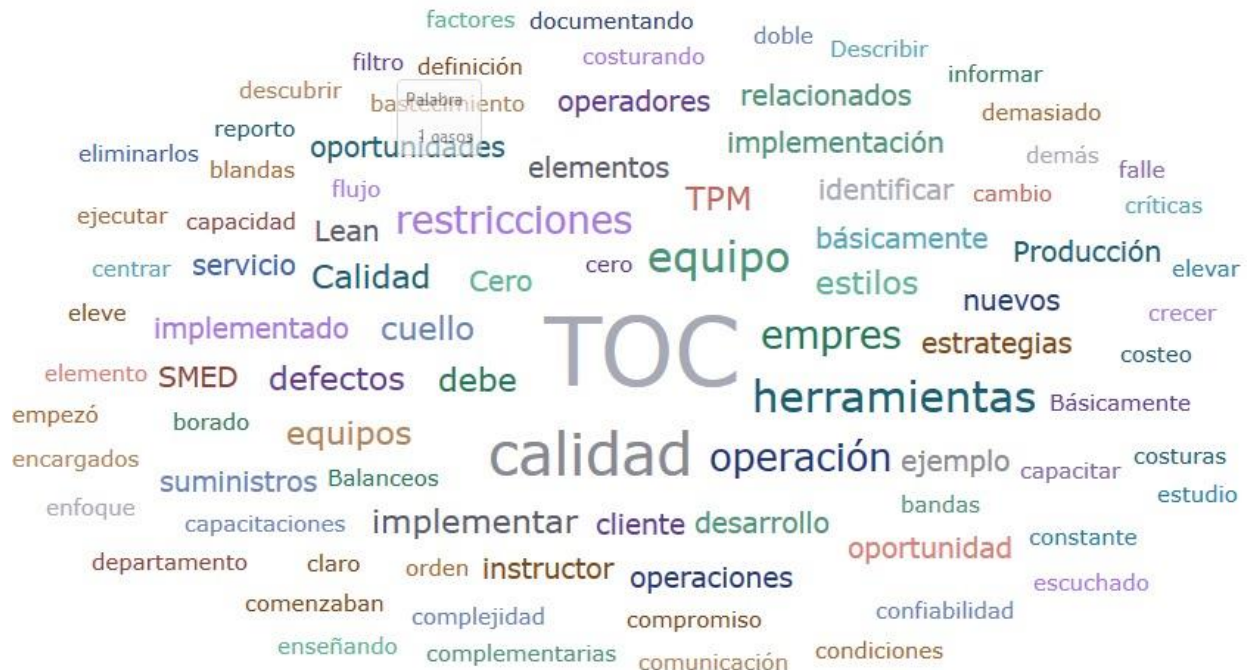 factores documentando doble Describir
filtro definición costurando informar
descubrir bastecimiento operadores relacionados demasiado
Palabra
1 casos
reporto oportunidades implementación
eliminarlos blandas elementos demás falle
flujo TPM identificar cambio críticas
ejecutar capacidad Lean restricciones básicamente Producción
centrar servicio Calidad Cero cero equipo estilos elevar
eleve implementado cuello nuevos crecer
TOC empres estrategias costeo
elemento SMED defectos debe herramientas Básicamente
empezó borado equipos
encargados calidad operación ejemplo capacitar costuras
suministros Balanceos estudio
enfoque capacitaciones implementar cliente desarrollo bandas
departamento claro orden instructor operaciones oportunidad constante
comenzaban complejidad compromiso confiabilidad escuchado
enseñando complementarias comunicación condiciones